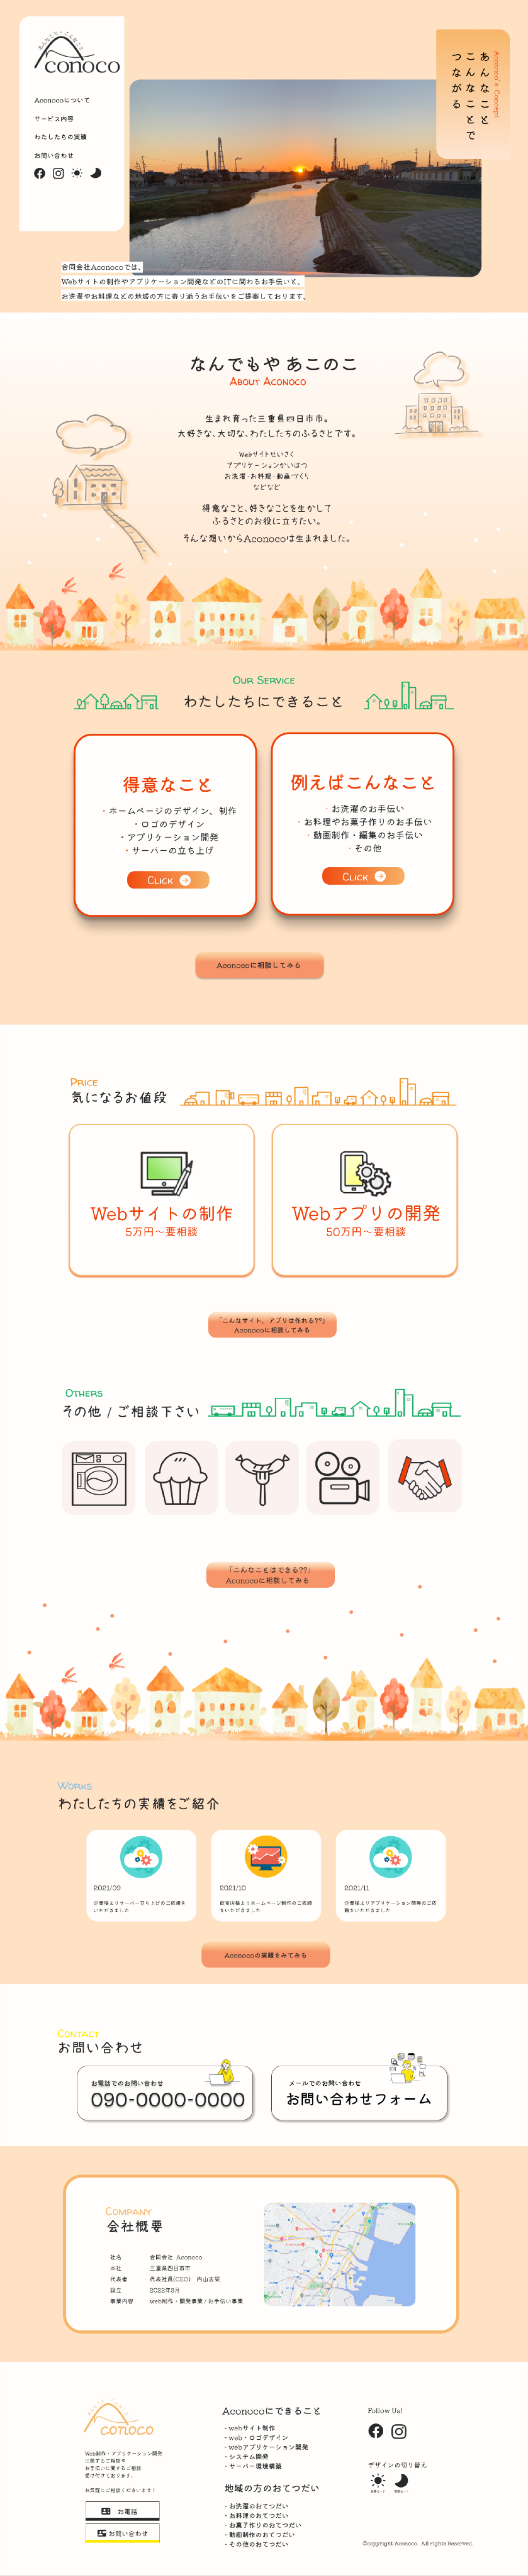 あんなこと・こんなこと
conoco
Aconocoについて
サービス内容
わたしたちの実績
お問い合わせ
Aconoco's Concept
あんなこと
こんなことで
つながる
合同会社Aconocoでは、
Webサイトの制作やアプリケーション開発などのITに関わるお手伝いと、
お洗濯やお料理などの地域の方に寄り添うお手伝いをご提案しております。
なんでもや あこのこ
About Aconoco
生まれ育った三重県四日市市。
大好きな、大切な、わたしたちのふるさとです。
Webサイトせいさく
アプリケーションかいはつ
お洗濯・お料理・動画づくり
などなど
得意なこと、好きなことを生かして
ふるさとのお役に立ちたい。
そんな想いからAconocoは生まれました。
Our Service
わたしたちにできること
得意なこと
・ホームページのデザイン、制作
・ロゴのデザイン
・アプリケーション開発
・サーバーの立ち上げ
Click
例えばこんなこと
・お洗濯のお手伝い
・お料理やお菓子作りのお手伝い
・動画制作・編集のお手伝い
・その他
Click
Aconocoに相談してみる
Price
気になるお値段
Webサイトの制作
5万円〜要相談
Webアプリの開発
50万円〜要相談
「こんなサイト、アプリは作れる??」
Aconocoに相談してみる
Others
その他 / ご相談下さい
「こんなことはできる??」
Aconocoに相談してみる
Works
わたしたちの実績をご紹介
2021/09
企業様よりサーバー立ち上げのご依頼をいただきました
2021/10
飲食店様よりホームページ制作のご依頼をいただきました
2021/11
企業様よりアプリケーション開発のご依頼をいただきました
Aconocoの実績をみてみる
Contact
お問い合わせ
お電話でのお問い合わせ
090-0000-0000
メールでのお問い合わせ
お問い合わせフォーム
Company
会社概要
社名 合同会社 Aconoco
本社 三重県四日市市
代表者 代表社員(CEO) 内山志栄
設立 2022年8月
事業内容 web制作・開発事業 / お手伝い事業
conoco
Web制作・アプリケーション開発
に関するご相談や
お手伝いに関するご相談
受け付けております。
お気軽にご相談くださいませ！
お電話
お問い合わせ
Aconocoにできること
・webサイト制作
・web・ロゴデザイン
・webアプリケーション開発
・システム開発
・サーバー環境構築
地域の方のおてつだい
・お洗濯のおてつだい
・お料理のおてつだい
・お菓子作りのおてつだい
・動画制作のおてつだい
・その他のおてつだい
Follow Us!
デザインの切り替え
©copyright Aconoco. All rights Reserved.